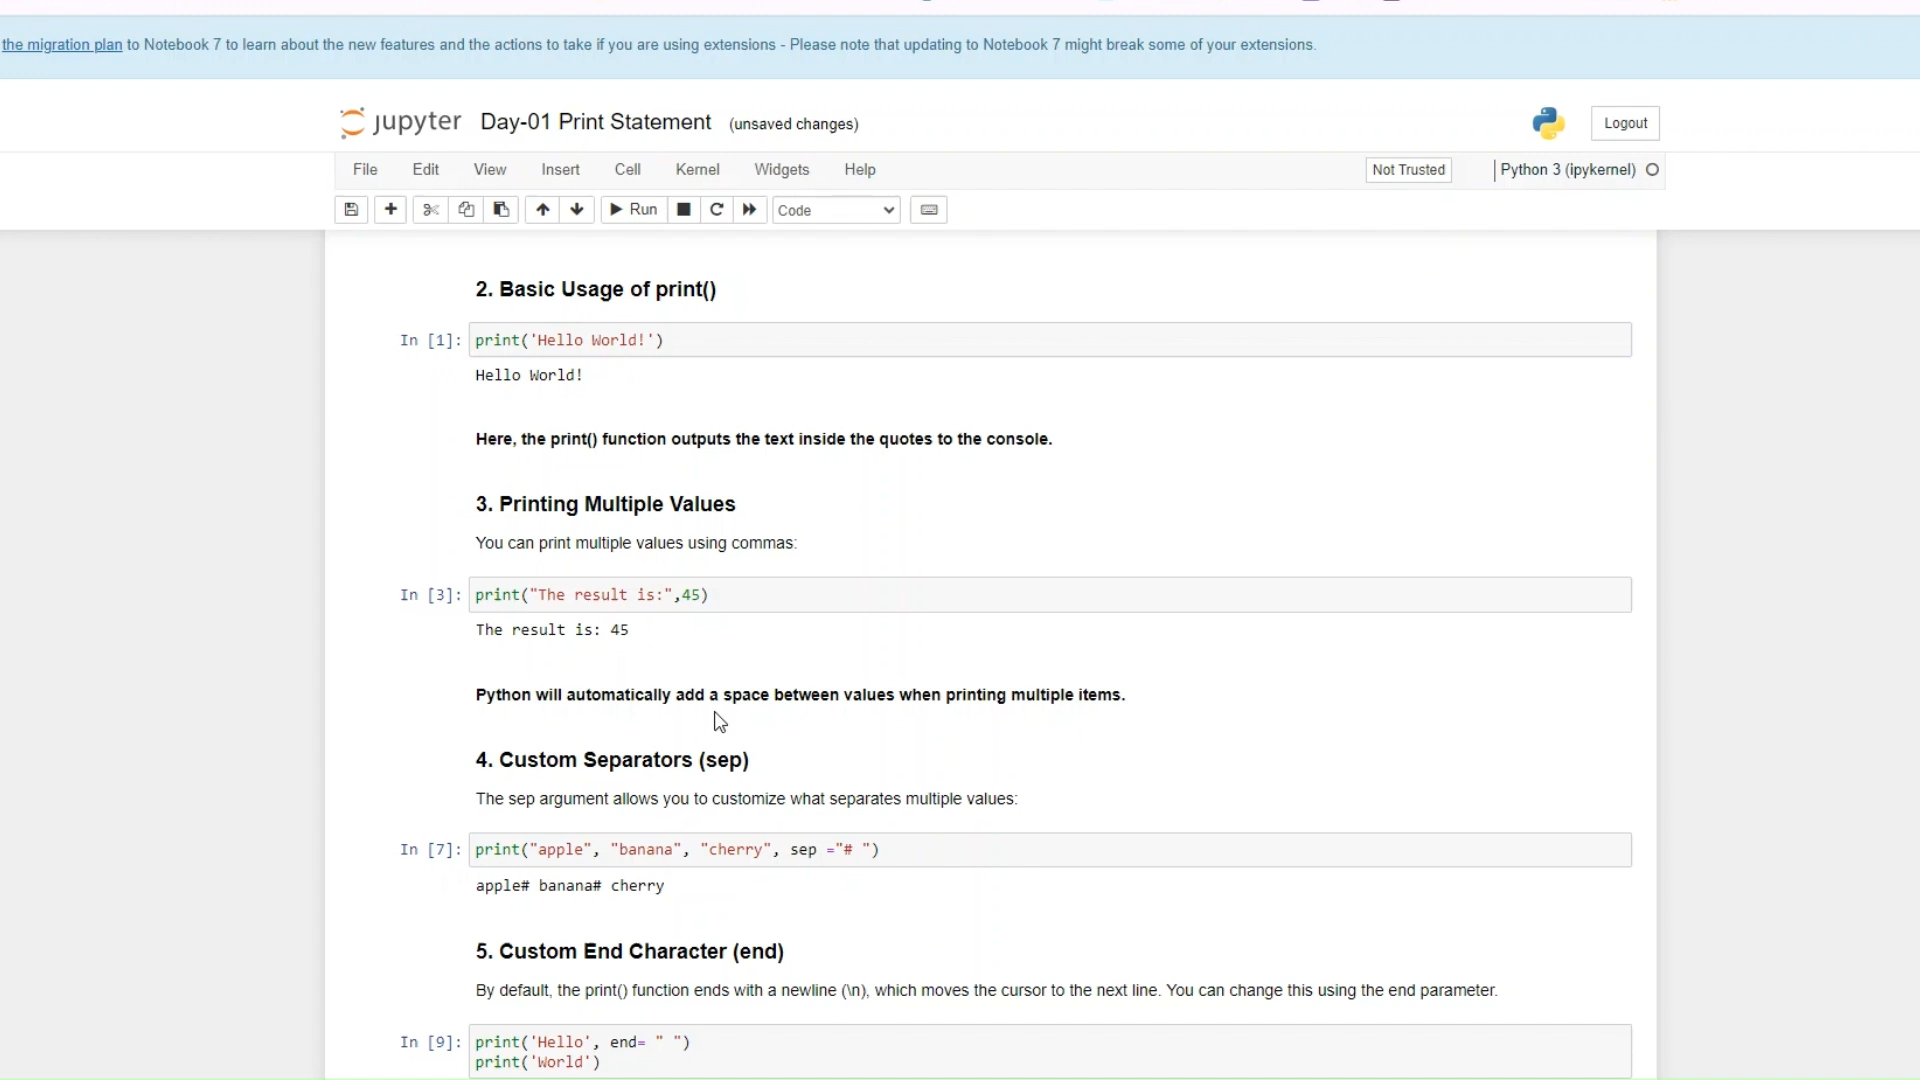 the migration plan to Notebook 7 to learn about the new features and the actions to take if you are using extensions - Please note that updating to Notebook 7 might break some of your extensions.
jupyter Day-01 Print Statement (unsaved changes)
Logout
File Edit View Insert Cell Kernel Widgets Help
Not Trusted
Python 3 (ipykernel)
Run
Code
2. Basic Usage of print()
In [1]: print('Hello World!')
Hello World!
Here, the print() function outputs the text inside the quotes to the console.
3. Printing Multiple Values
You can print multiple values using commas:
In [3]: print("The result is:",45)
The result is: 45
Python will automatically add a space between values when printing multiple items.
4. Custom Separators (sep)
The sep argument allows you to customize what separates multiple values:
In [7]: print("apple", "banana", "cherry", sep ="# ")
apple# banana# cherry
5. Custom End Character (end)
By default, the print() function ends with a newline (\n), which moves the cursor to the next line. You can change this using the end parameter.
In [9]: print('Hello', end= " ")
print('World')